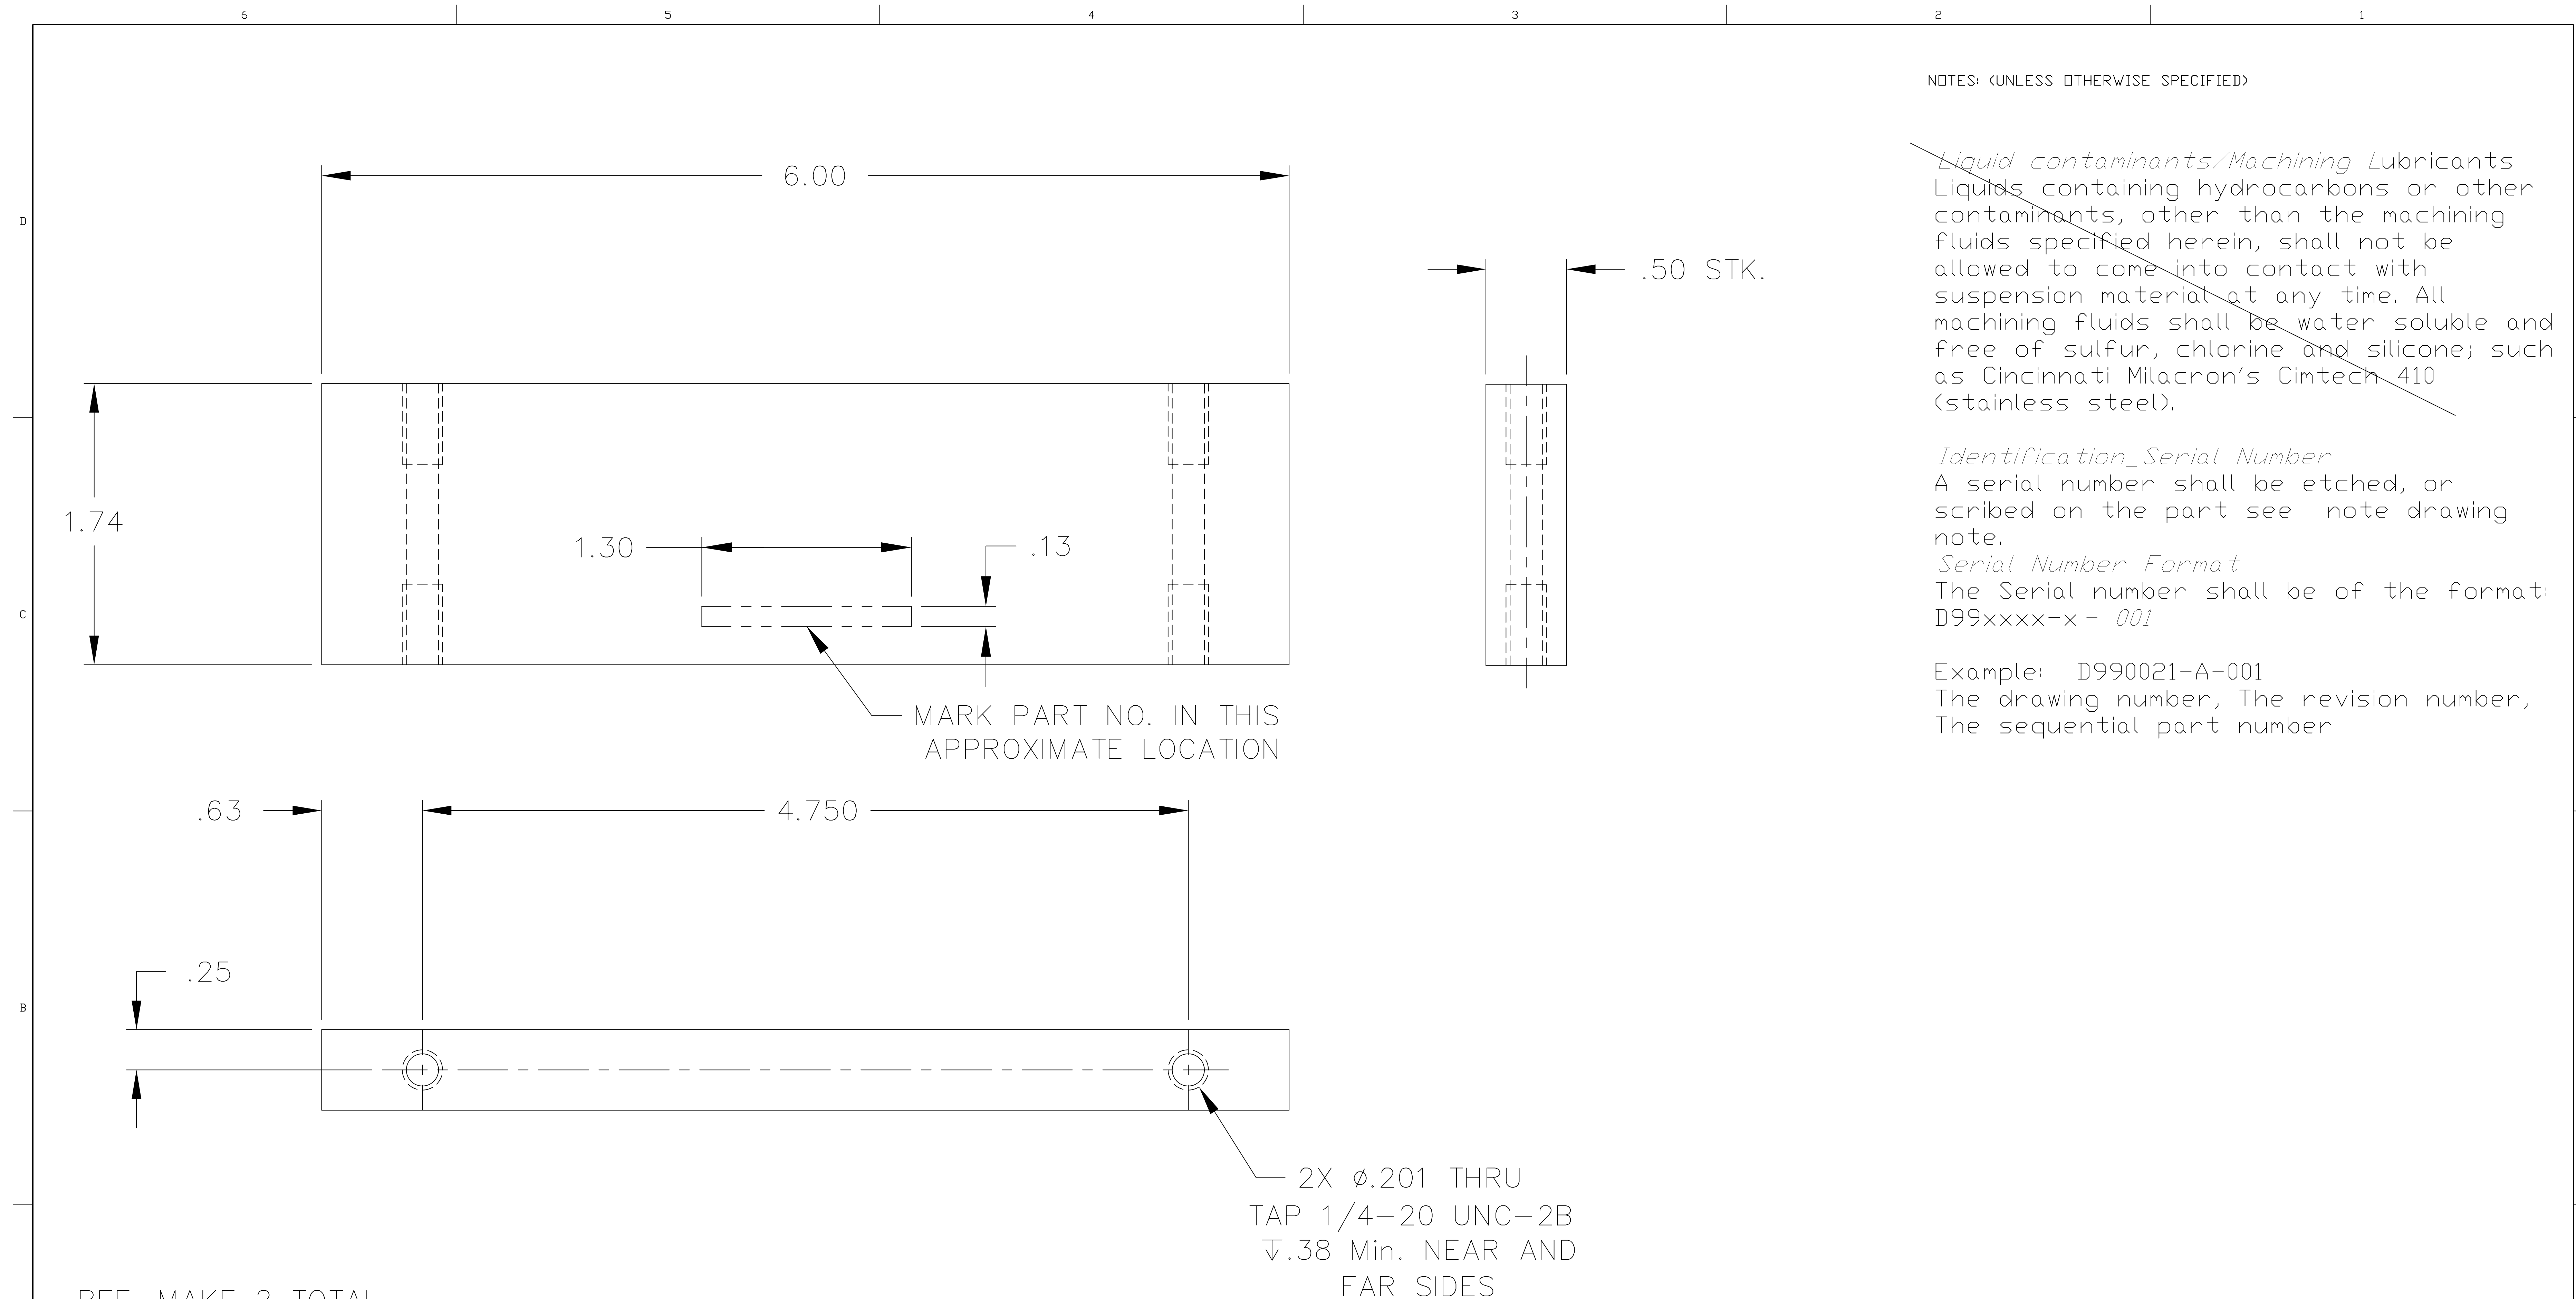 6 5 4 3 2 1
D
C
B
NOTES: (UNLESS OTHERWISE SPECIFIED)
Liquid contaminants/Machining Lubricants
Liquids containing hydrocarbons or other
contaminants, other than the machining
fluids specified herein, shall not be
allowed to come into contact with
suspension material at any time. All
machining fluids shall be water soluble and
free of sulfur, chlorine and silicone; such
as Cincinnati Milacron's Cimtech 410
(stainless steel).
Identification_Serial Number
A serial number shall be etched, or
scribed on the part see note drawing
note.
Serial Number Format
The Serial number shall be of the format:
D99xxxx-x - 001
Example: D990021-A-001
The drawing number, The revision number,
The sequential part number
6.00
.50 STK.
1.74
1.30
.13
MARK PART NO. IN THIS
APPROXIMATE LOCATION
.63
4.750
.25
2X ⌀.201 THRU
TAP 1/4-20 UNC-2B
↧.38 Min. NEAR AND
FAR SIDES
MAKE 2 TOTAL